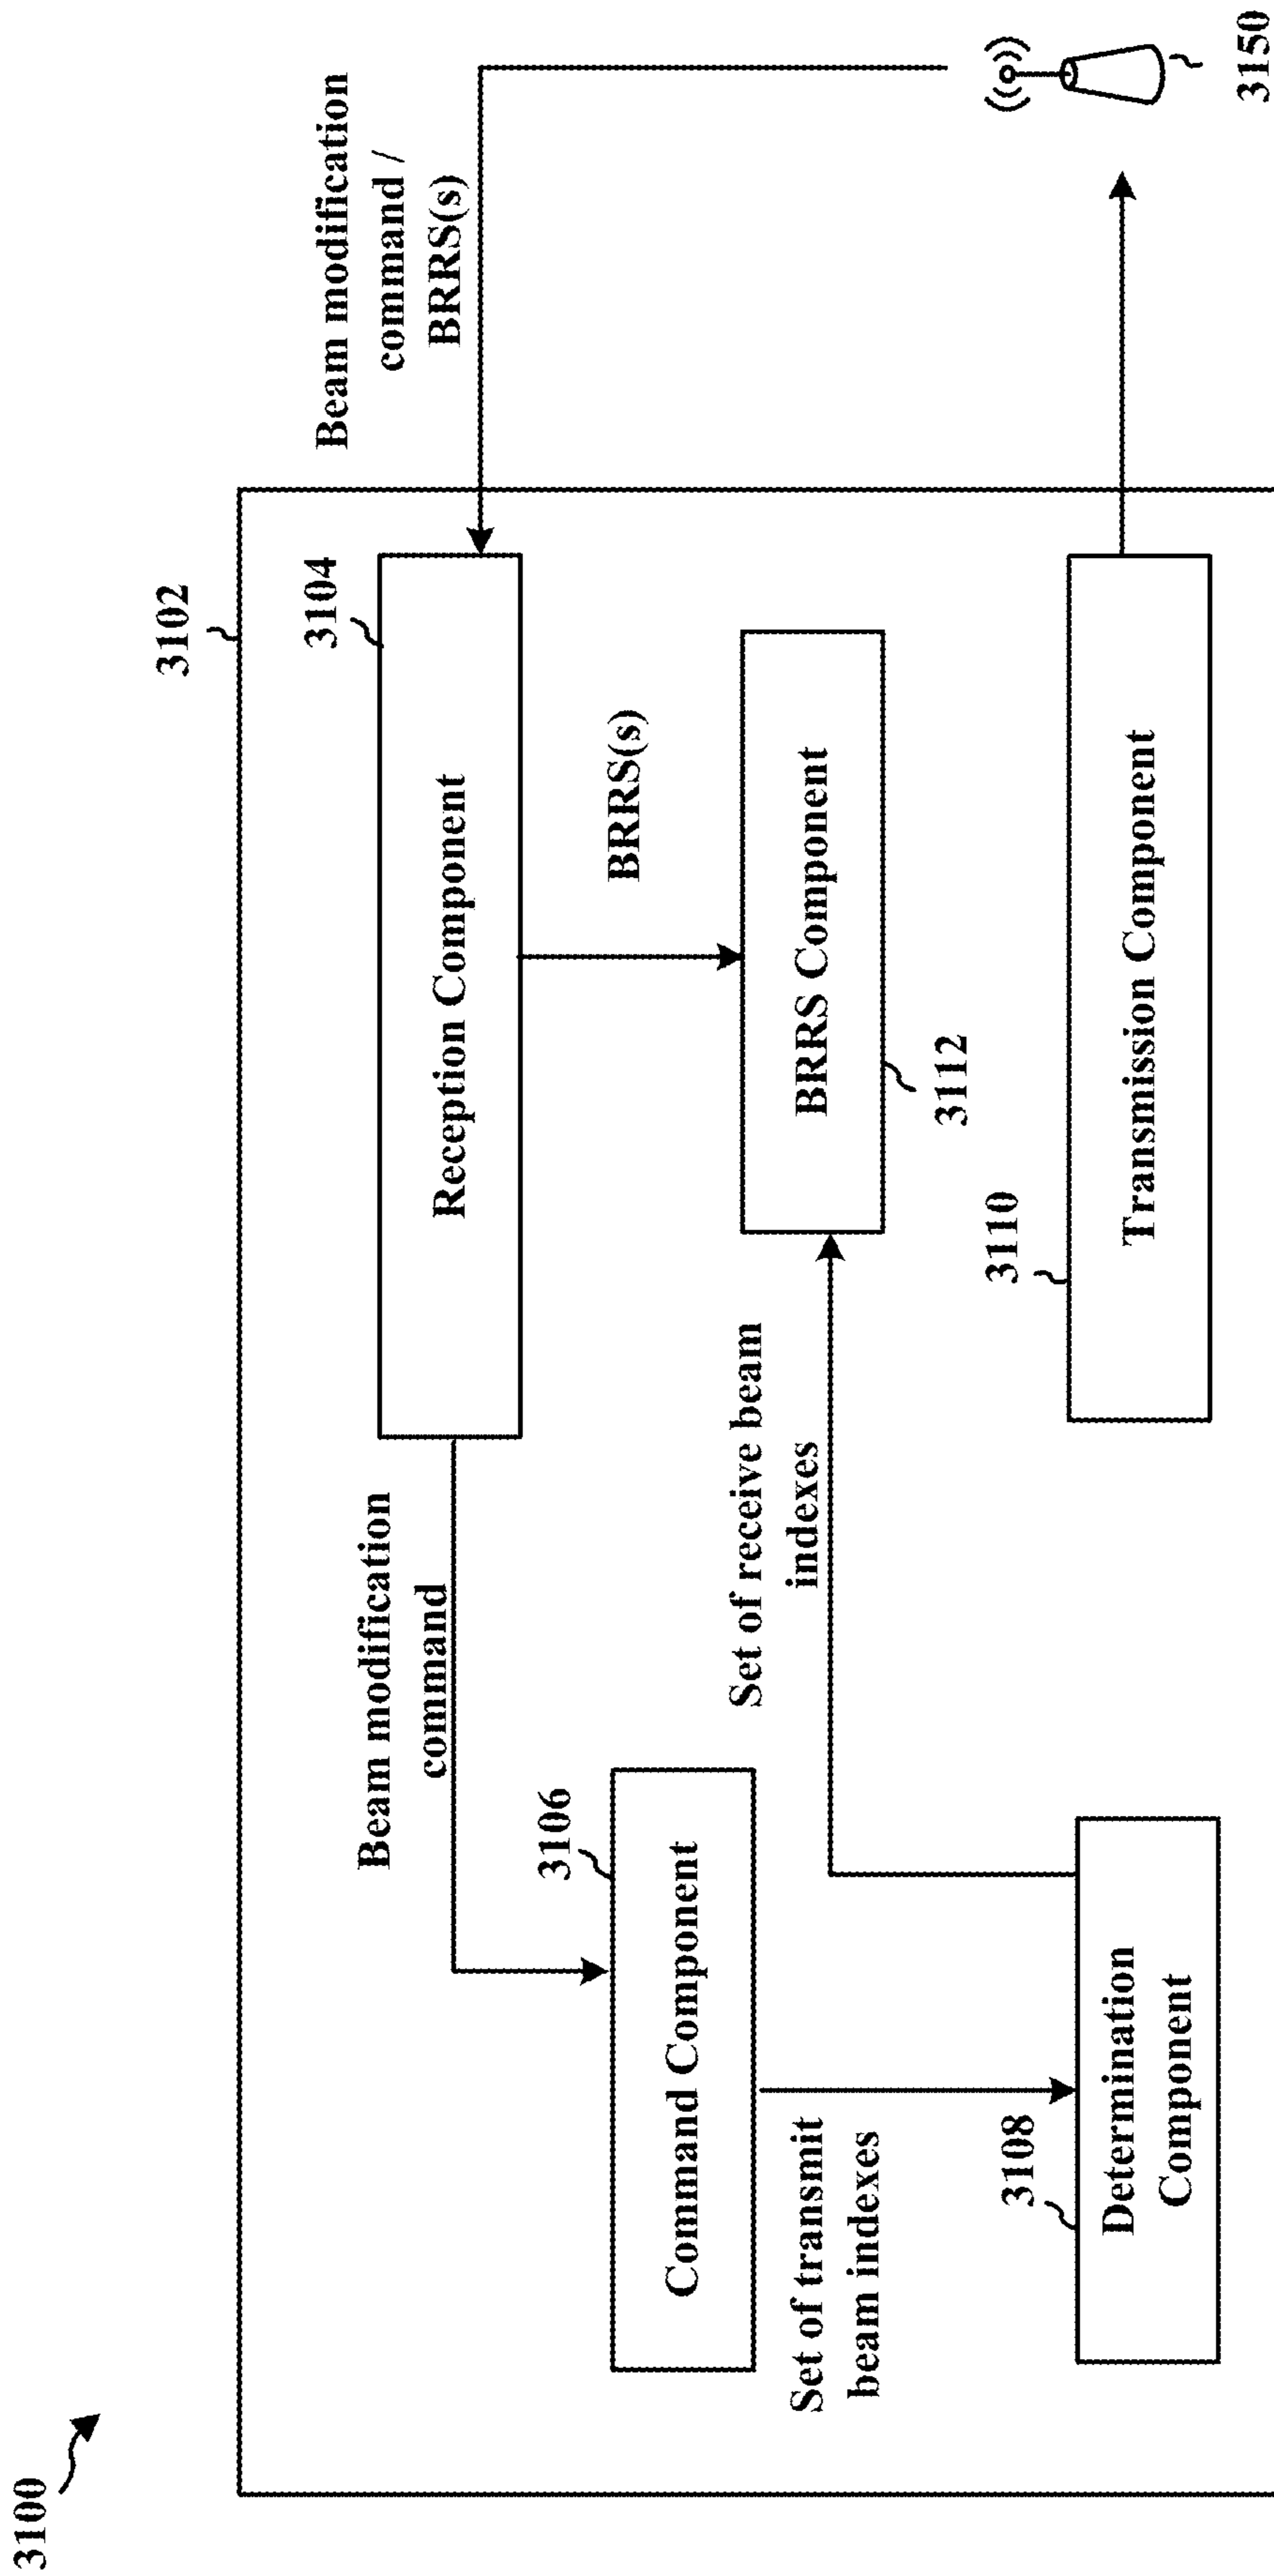 3100
3102
Beam modification
command /
BRRS(s)
3104
Reception Component
Beam modification
command
BRRS(s)
3106
Command Component
Set of receive beam
indexes
BRRS Component
3112
Set of transmit
beam indexes
3108
Determination
Component
3110
Transmission Component
3150